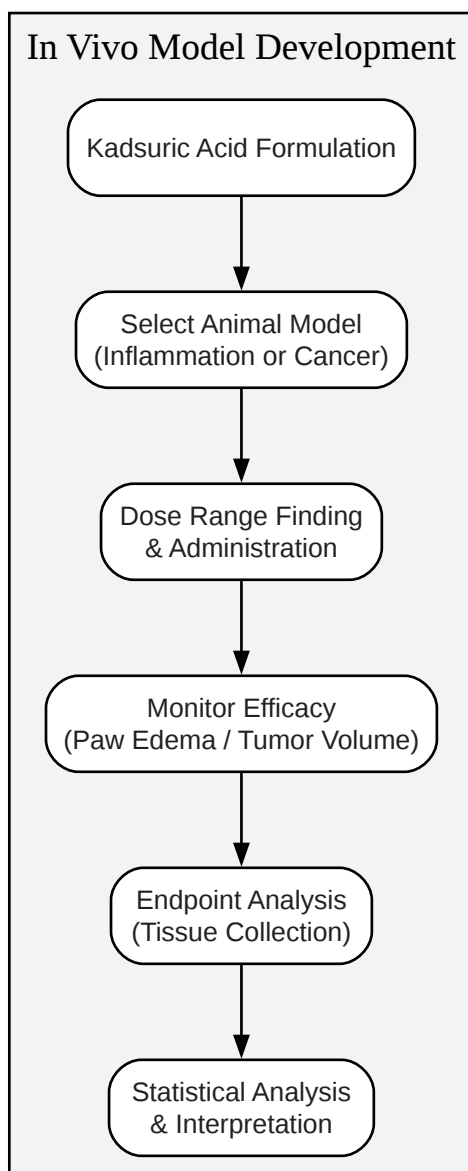 In Vivo Model Development
Kadsuric Acid Formulation
Select Animal Model
(Inflammation or Cancer)
Dose Range Finding
& Administration
Monitor Efficacy
(Paw Edema / Tumor Volume)
Endpoint Analysis
(Tissue Collection)
Statistical Analysis
& Interpretation